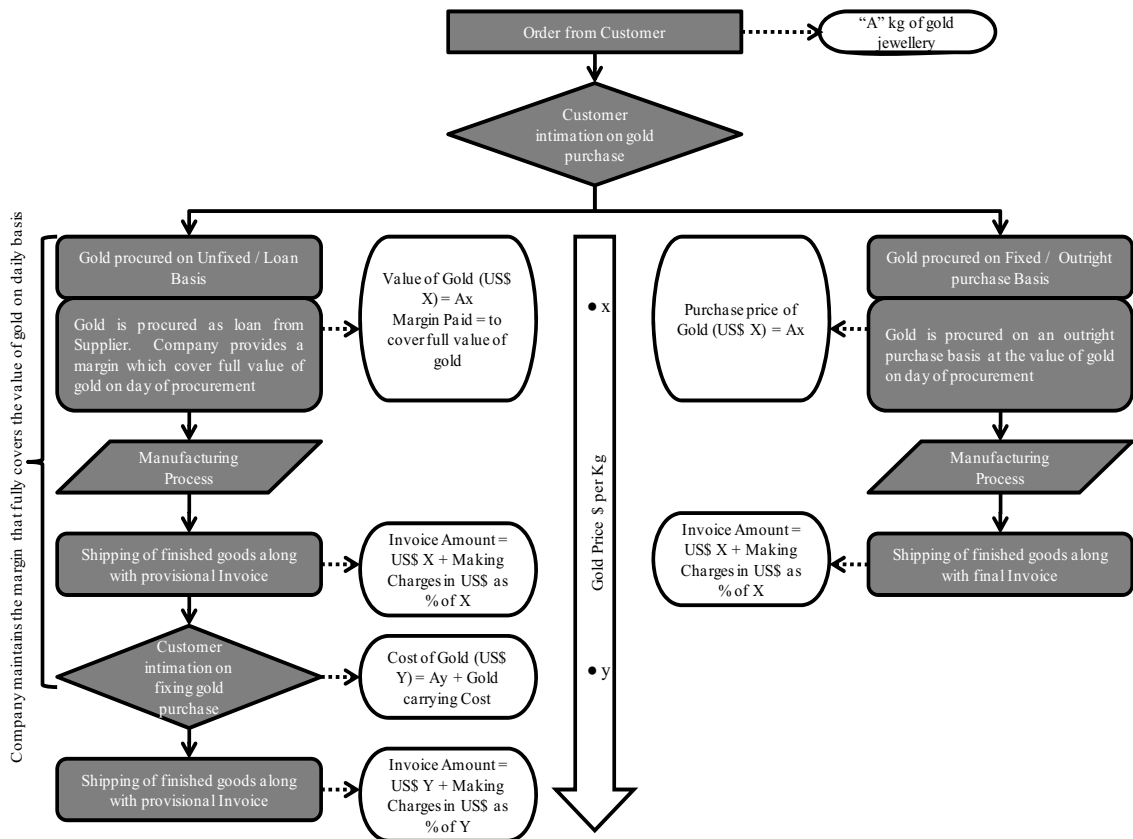 Order from Customer
"A" kg of gold
jewellery
Customer
intimation on gold
purchase
Company maintains the margin that fully covers the value of gold on daily basis
Gold procured on Unfixed / Loan
Basis
Gold is procured as loan from
Supplier. Company provides a
margin which cover full value of
gold on day of procurement
Value of Gold (US$
X) = Ax
Margin Paid = to
cover full value of
gold
Manufacturing
Process
Shipping of finished goods along
with provisional Invoice
Invoice Amount =
US$ X + Making
Charges in US$ as
% of X
Customer
intimation on
fixing gold
purchase
Cost of Gold (US$
Y) = Ay + Gold
carrying Cost
Shipping of finished goods along
with provisional Invoice
Invoice Amount =
US$ Y + Making
Charges in US$ as
% of Y
• x
Gold Price $ per Kg
• y
Gold procured on Fixed / Outright
purchase Basis
Purchase price of
Gold (US$ X) = Ax
Gold is procured on an outright
purchase basis at the value of gold
on day of procurement
Manufacturing
Process
Invoice Amount =
US$ X + Making
Charges in US$ as
% of X
Shipping of finished goods along
with final Invoice